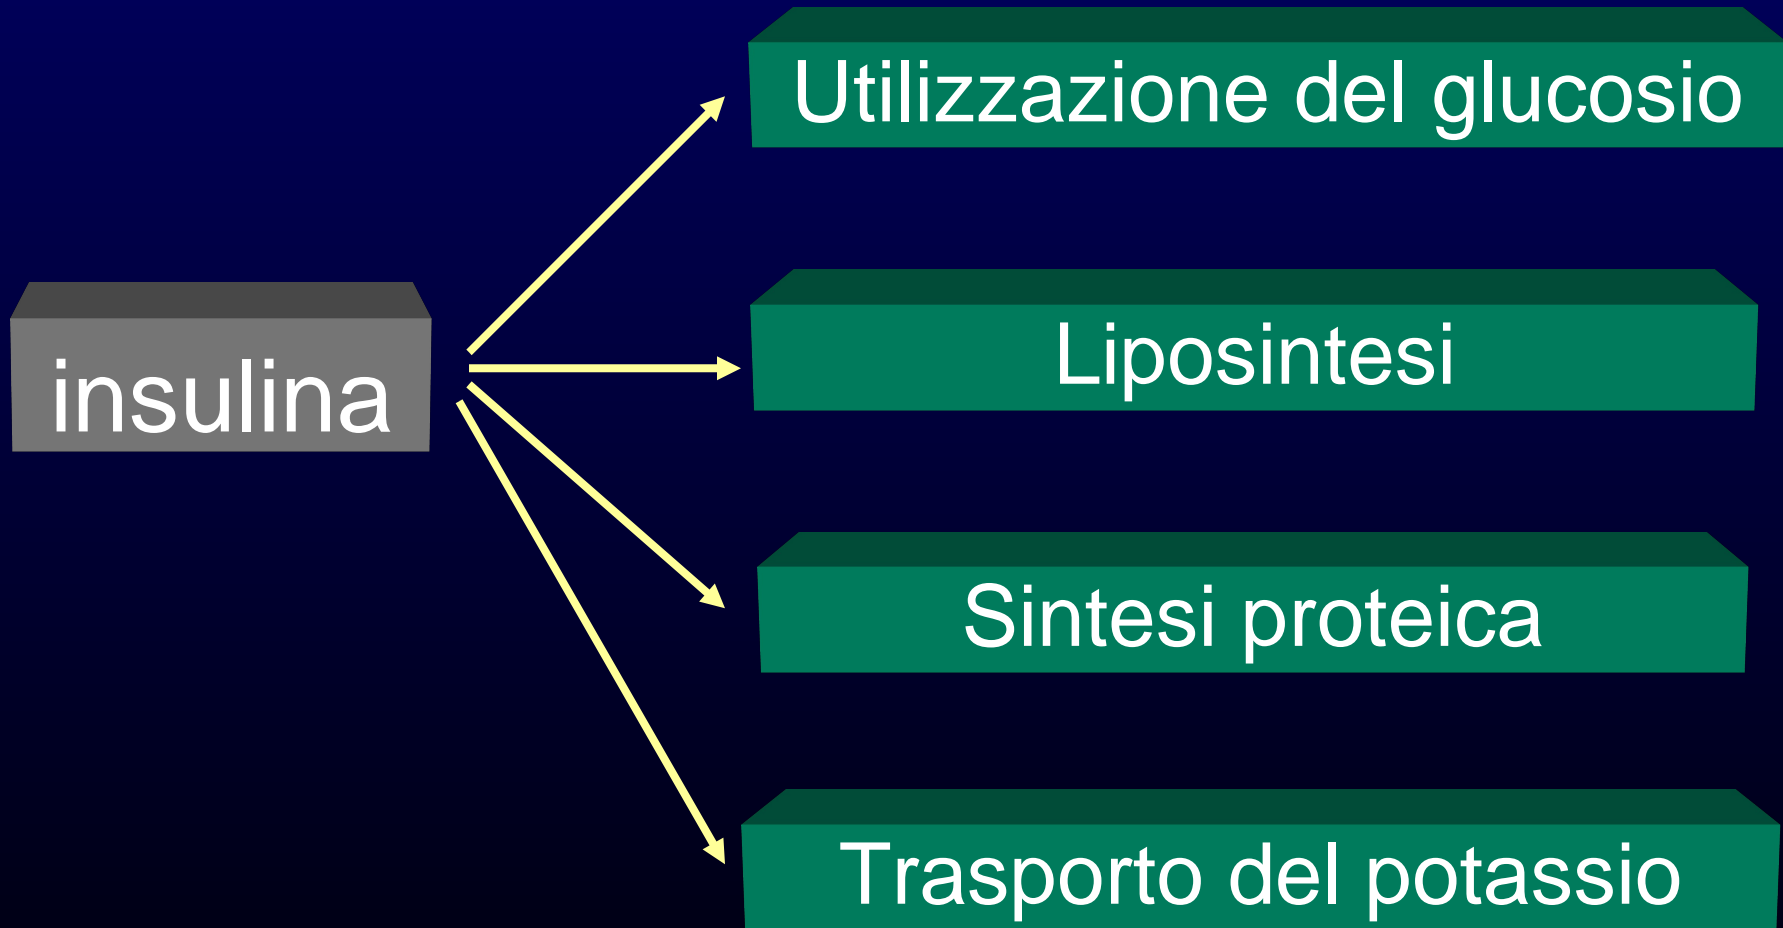 Utilizzazione del glucosio
insulina
Liposintesi
Sintesi proteica
Trasporto del potassio